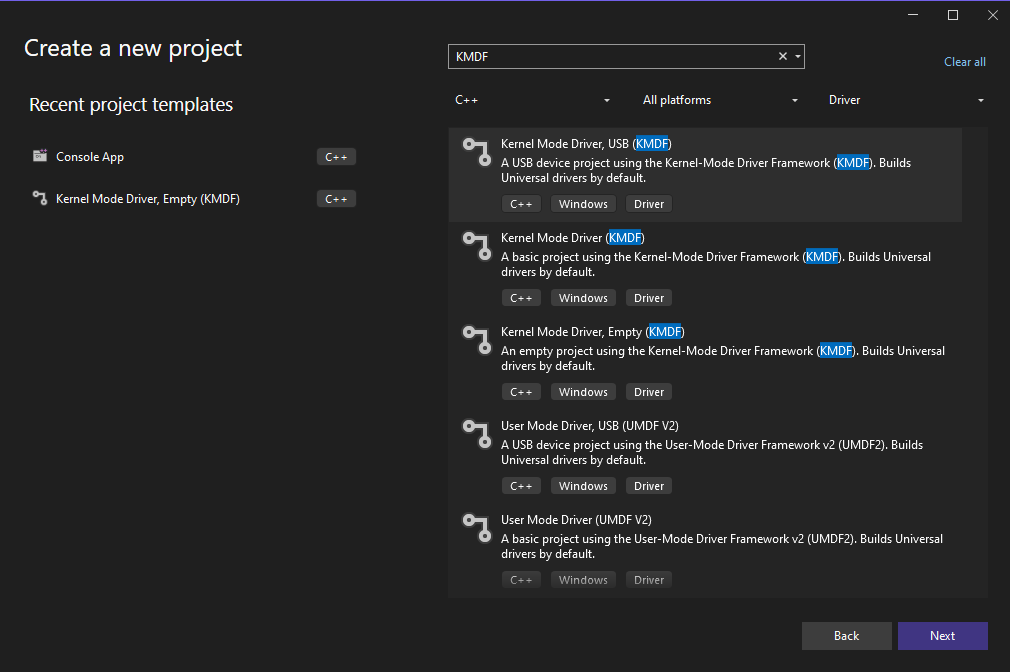 Create a new project
KMDF
Clear all
Recent project templates
C++
All platforms
Driver
Console App
C++
Kernel Mode Driver, Empty (KMDF)
C++
Kernel Mode Driver, USB (KMDF)
A USB device project using the Kernel-Mode Driver Framework (KMDF). Builds
Universal drivers by default.
C++ Windows Driver
Kernel Mode Driver (KMDF)
A basic project using the Kernel-Mode Driver Framework (KMDF). Builds Universal
drivers by default.
C++ Windows Driver
Kernel Mode Driver, Empty (KMDF)
An empty project using the Kernel-Mode Driver Framework (KMDF). Builds Universal
drivers by default.
C++ Windows Driver
User Mode Driver, USB (UMDF V2)
A USB device project using the User-Mode Driver Framework v2 (UMDF2). Builds
Universal drivers by default.
C++ Windows Driver
User Mode Driver (UMDF V2)
A basic project using the User-Mode Driver Framework v2 (UMDF2). Builds Universal
drivers by default.
C++ Windows Driver
Back
Next